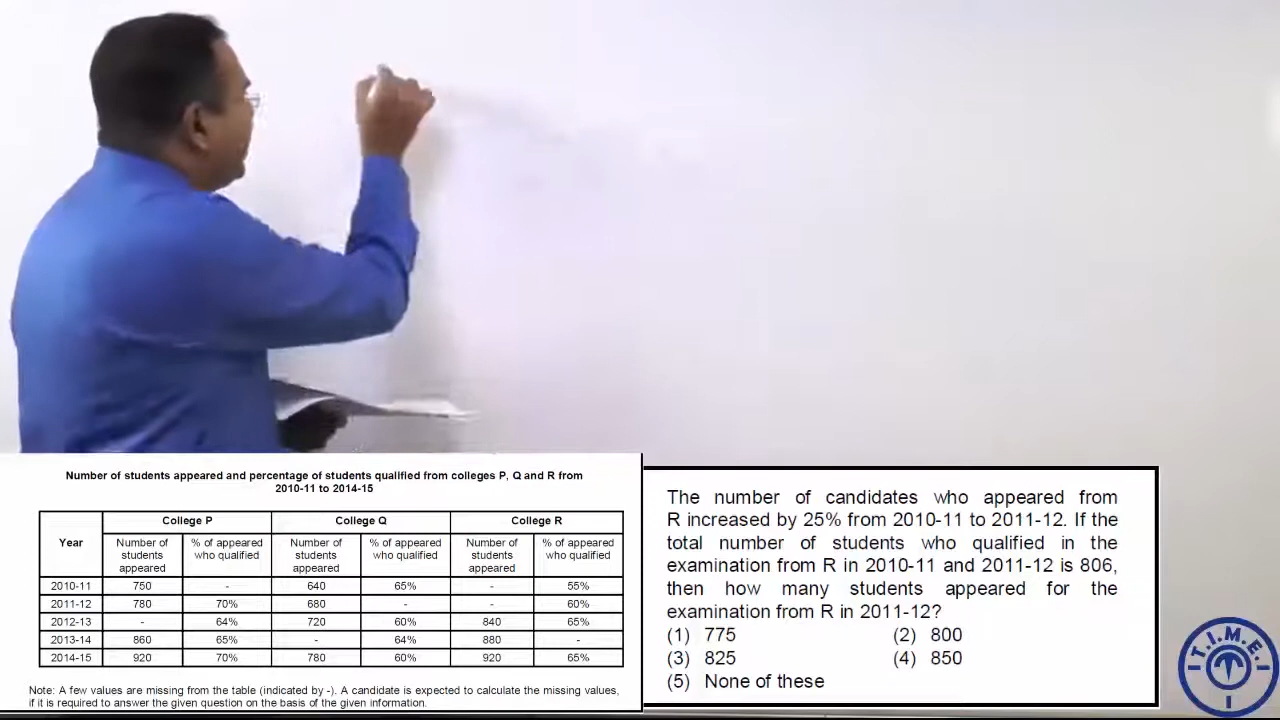 Number of students appeared and percentage of students qualified from colleges P, Q and R from
2010-11 to 2014-15
Year College P College Q College R
Number of students appeared % of appeared who qualified Number of students appeared % of appeared who qualified Number of students appeared % of appeared who qualified
2010-11 750 - 640 65% - 55%
2011-12 780 70% 680 - - 60%
2012-13 - 64% 720 60% 840 65%
2013-14 860 65% - 64% 880 -
2014-15 920 70% 780 60% 920 65%
Note: A few values are missing from the table (indicated by -). A candidate is expected to calculate the missing values,
if it is required to answer the given question on the basis of the given information.
The number of candidates who appeared from
R increased by 25% from 2010-11 to 2011-12. If the
total number of students who qualified in the
examination from R in 2010-11 and 2011-12 is 806,
then how many students appeared for the
examination from R in 2011-12?
(1) 775 (2) 800
(3) 825 (4) 850
(5) None of these
T.I.M.E.